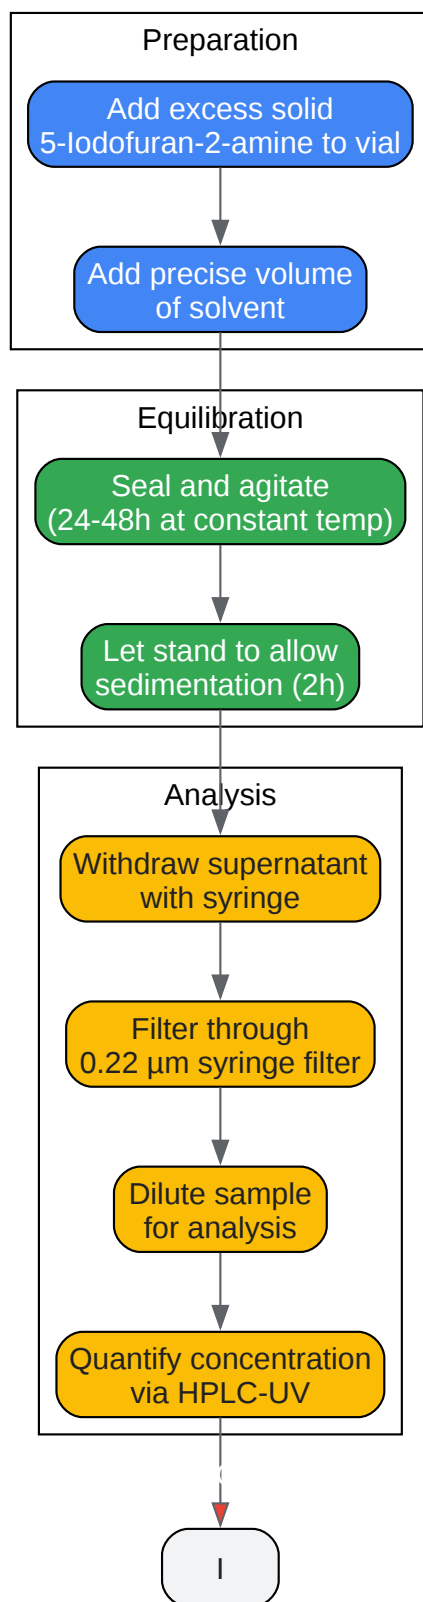 Preparation
Add excess solid
5-Iodofuran-2-amine to vial
Add precise volume
of solvent
Equilibration
Seal and agitate
(24-48h at constant temp)
Let stand to allow
sedimentation (2h)
Analysis
Withdraw supernatant
with syringe
Filter through
0.22 µm syringe filter
Dilute sample
for analysis
Quantify concentration
via HPLC-UV
I